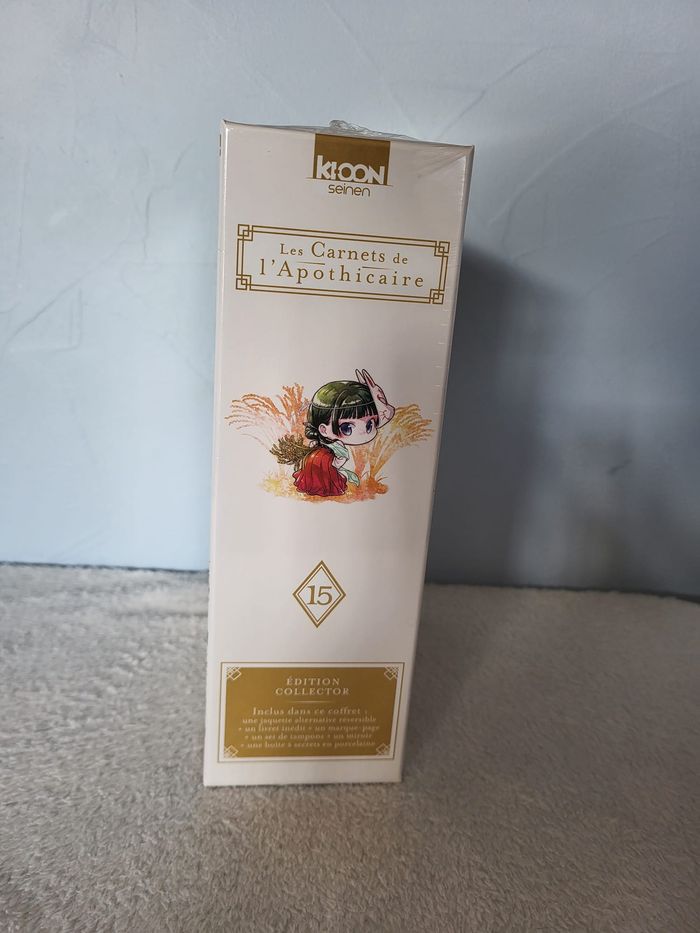 KI-OON
seinen
Les Carnets de
l'Apothicaire
15
ÉDITION
COLLECTOR
Inclus dans ce coffret :
une jaquette alternative réversible
+ un livret inédit + un marque-page
+ un set de tampons + un miroir
+ une boîte à secrets en porcelaine